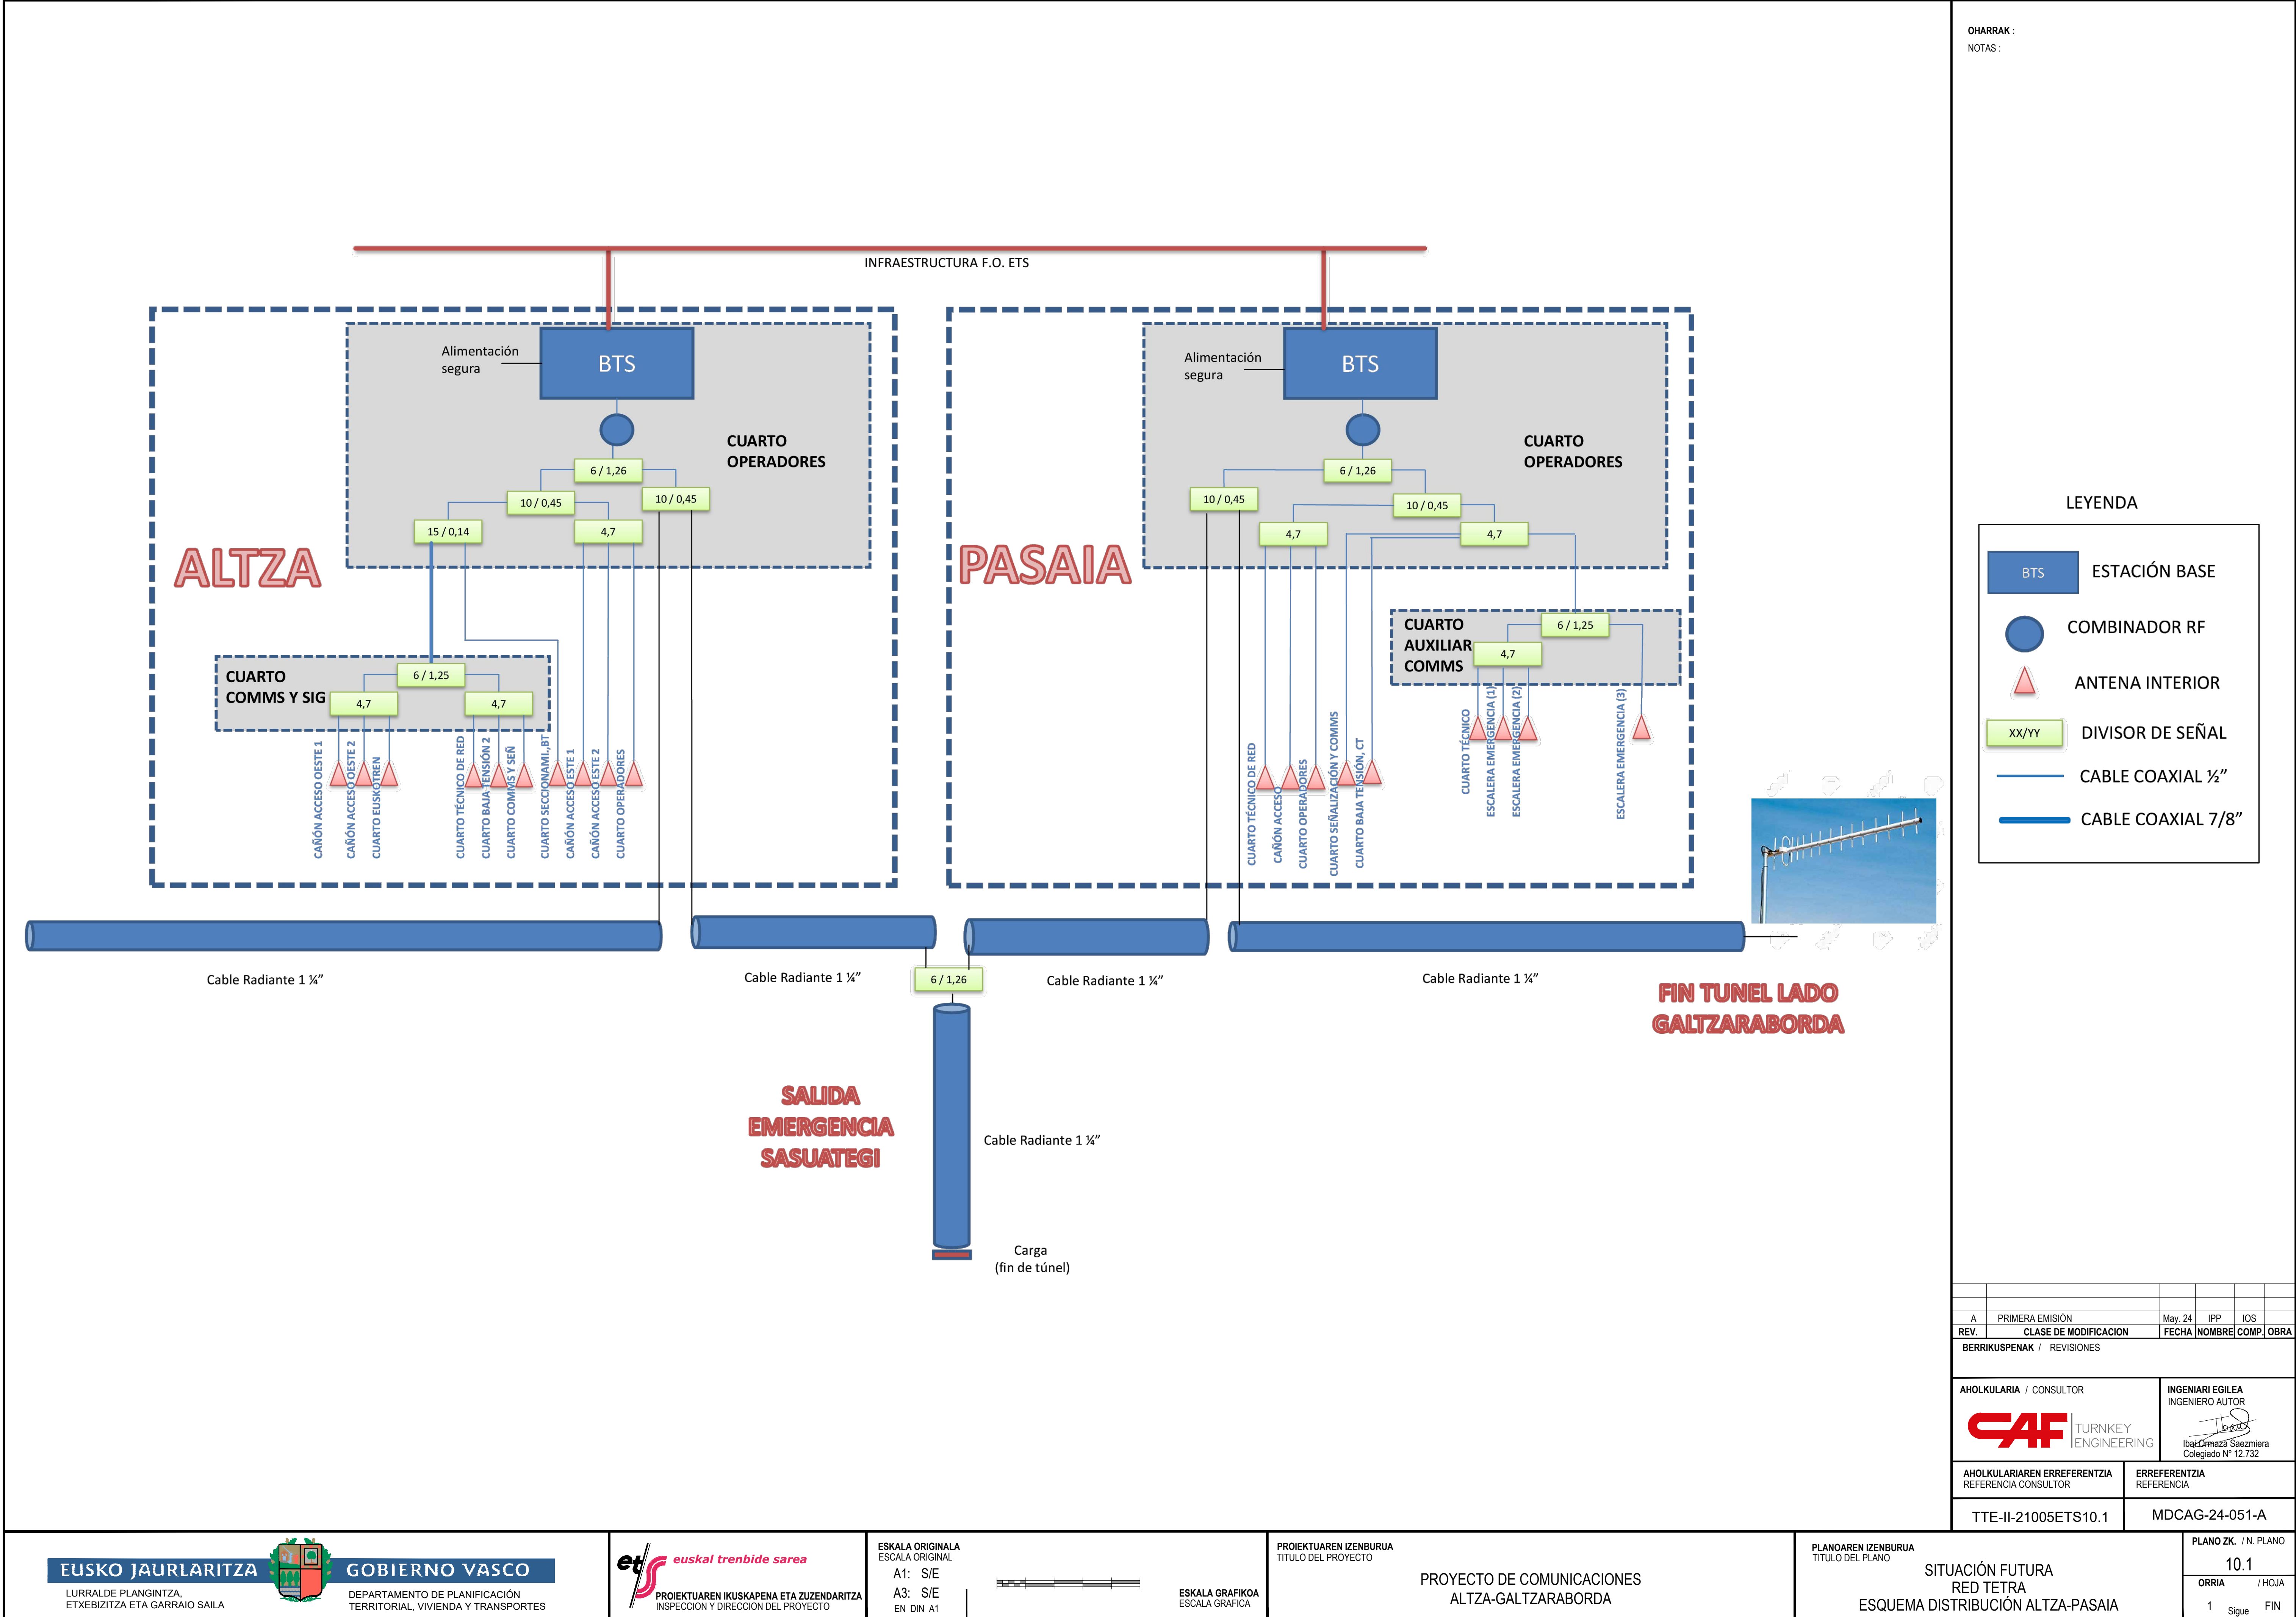 OHARRAK :
NOTAS :
INFRAESTRUCTURA F.O. ETS
Alimentación
segura
BTS
CUARTO
OPERADORES
6 / 1,26
10 / 0,45
10 / 0,45
15 / 0,14
4,7
ALTZA
CUARTO
COMMS Y SIG
6 / 1,25
4,7
4,7
CAÑÓN ACCESO OESTE 1
CAÑÓN ACCESO OESTE 2
CUARTO EUSKOTREN
CUARTO TÉCNICO DE RED
CUARTO BAJA TENSIÓN 2
CUARTO COMMS Y SEÑ
CUARTO SECCIONAMI.,BT
CAÑÓN ACCESO ESTE 1
CAÑÓN ACCESO ESTE 2
CUARTO OPERADORES
Alimentación
segura
BTS
CUARTO
OPERADORES
6 / 1,26
10 / 0,45
10 / 0,45
4,7
4,7
PASAIA
CUARTO
AUXILIAR
COMMS
6 / 1,25
4,7
CUARTO TÉCNICO DE RED
CAÑÓN ACCESO
CUARTO OPERADORES
CUARTO SEÑALIZACIÓN Y COMMS
CUARTO BAJA TENSIÓN, CT
CUARTO TÉCNICO
ESCALERA EMERGENCIA (1)
ESCALERA EMERGENCIA (2)
ESCALERA EMERGENCIA (3)
Cable Radiante 1 ¼”
Cable Radiante 1 ¼”
6 / 1,26
Cable Radiante 1 ¼”
Cable Radiante 1 ¼”
FIN TUNEL LADO
GALTZARABORDA
SALIDA
EMERGENCIA
SASUATEGI
Cable Radiante 1 ¼”
Carga
(fin de túnel)
LEYENDA
BTS ESTACIÓN BASE
COMBINADOR RF
ANTENA INTERIOR
XX/YY DIVISOR DE SEÑAL
CABLE COAXIAL ½”
CABLE COAXIAL 7/8”
A PRIMERA EMISIÓN May. 24 IPP IOS
REV. CLASE DE MODIFICACION FECHA NOMBRE COMP. OBRA
BERRIKUSPENAK / REVISIONES
AHOLKULARIA / CONSULTOR
CAF TURNKEY
ENGINEERING
INGENIARI EGILEA
INGENIERO AUTOR
Ibai Ormaza Saezmiera
Colegiado Nº 12.732
AHOLKULARIAREN ERREFERENTZIA
REFERENCIA CONSULTOR
ERREFERENTZIA
REFERENCIA
TTE-II-21005ETS10.1
MDCAG-24-051-A
EUSKO JAURLARITZA
GOBIERNO VASCO
LURRALDE PLANGINTZA,
ETXEBIZITZA ETA GARRAIO SAILA
DEPARTAMENTO DE PLANIFICACIÓN
TERRITORIAL, VIVIENDA Y TRANSPORTES
ets euskal trenbide sarea
PROIEKTUAREN IKUSKAPENA ETA ZUZENDARITZA
INSPECCION Y DIRECCION DEL PROYECTO
ESKALA ORIGINALA
ESCALA ORIGINAL
A1: S/E
A3: S/E
EN DIN A1
ESKALA GRAFIKOA
ESCALA GRAFICA
PROIEKTUAREN IZENBURUA
TITULO DEL PROYECTO
PROYECTO DE COMUNICACIONES
ALTZA-GALTZARABORDA
PLANOAREN IZENBURUA
TITULO DEL PLANO
SITUACIÓN FUTURA
RED TETRA
ESQUEMA DISTRIBUCIÓN ALTZA-PASAIA
PLANO ZK. / N. PLANO
10.1
ORRIA / HOJA
1 Sigue FIN